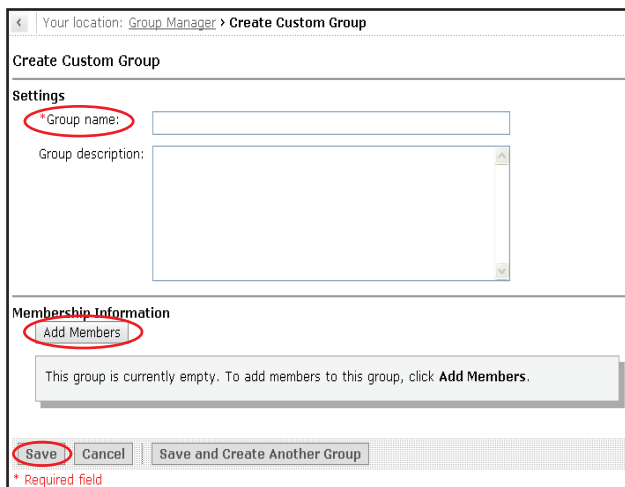 Your location: Group Manager › Create Custom Group
Create Custom Group
Settings
*Group name:
Group description:
Membership Information
Add Members
This group is currently empty. To add members to this group, click Add Members.
Save Cancel Save and Create Another Group
* Required field